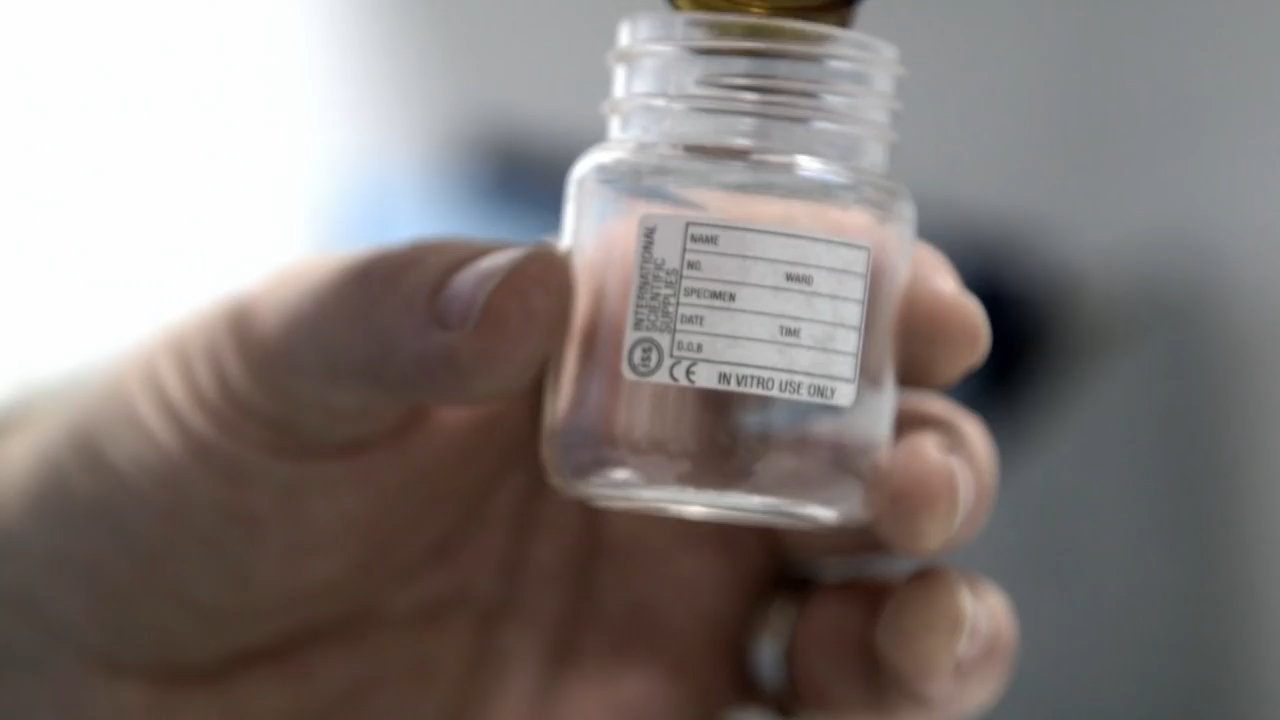 INTERNATIONAL
SCIENTIFIC
SUPPLIES
iss
NAME
NO. WARD
SPECIMEN
DATE TIME
D.O.B
CE IN VITRO USE ONLY